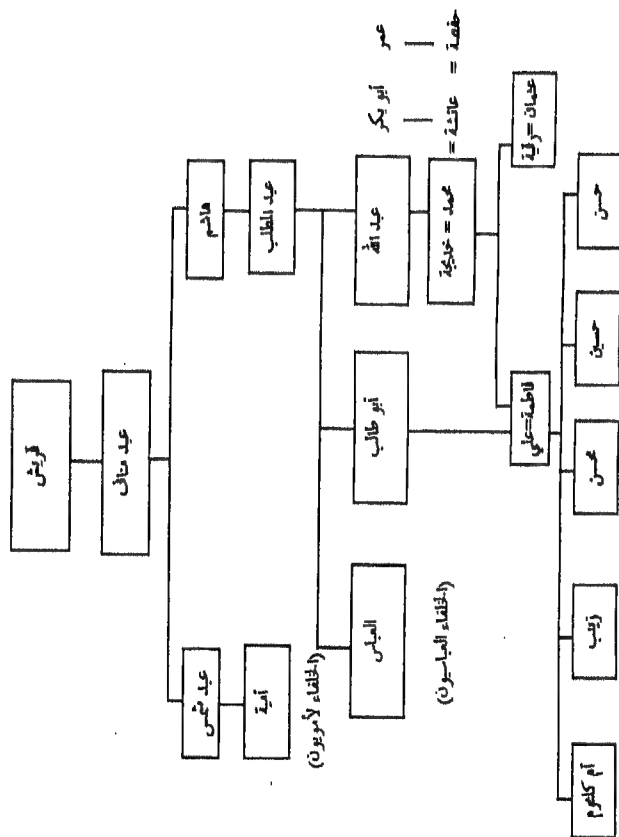 قريش
عبد مناف
هاشم
عبد شمس
عبد المطلب
أمية
(الخلفاء لأمويون)
عمر
أبو بكر
عبد الله
أبو طالب
العباس
(الخلفاء العباسيون)
محمد = خديجة = عائشة = حفصة
عثمان = رقية
فاطمة = علي
حسن
حسين
محسن
زينب
أم كلثوم